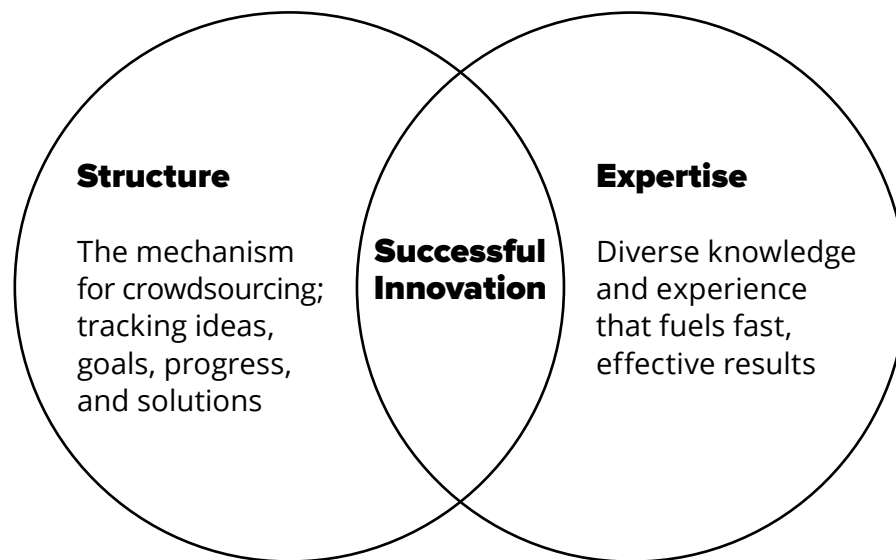 Structure
The mechanism
for crowdsourcing;
tracking ideas,
goals, progress,
and solutions
Successful
Innovation
Expertise
Diverse knowledge
and experience
that fuels fast,
effective results